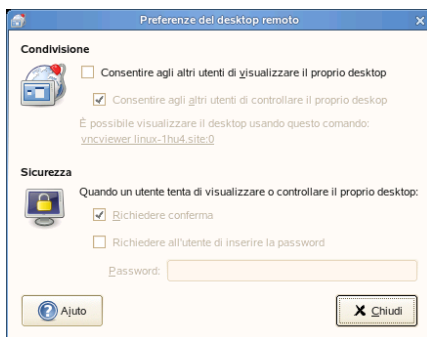 Preferenze del desktop remoto
Condivisione
Consentire agli altri utenti di visualizzare il proprio desktop
Consentire agli altri utenti di controllare il proprio deskop
È possibile visualizzare il desktop usando questo comando:
vncviewer linux-1hu4.site:0
Sicurezza
Quando un utente tenta di visualizzare o controllare il proprio desktop:
Richiedere conferma
Richiedere all'utente di inserire la password
Password:
Aiuto
Chiudi